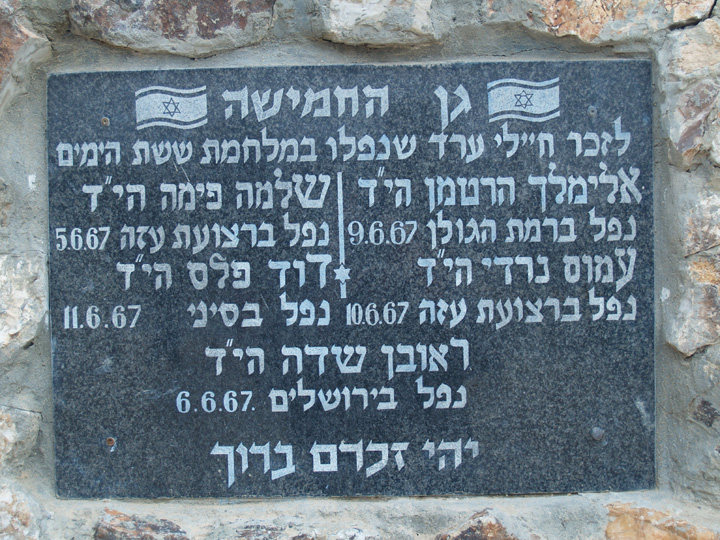 גן החמישה
לזכר חיילי ערד שנפלו במלחמת ששת הימים
אלימלך הרטמן הי"ד
נפל ברמת הגולן 9.6.67
עמוס נרדי הי"ד
נפל ברצועת עזה 10.6.67
שלמה פימה הי"ד
נפל ברצועת עזה 5.6.67
דוד פלס הי"ד
נפל בסיני 11.6.67
ראובן שדה הי"ד
נפל בירושלים 6.6.67.
יהי זכרם ברוך